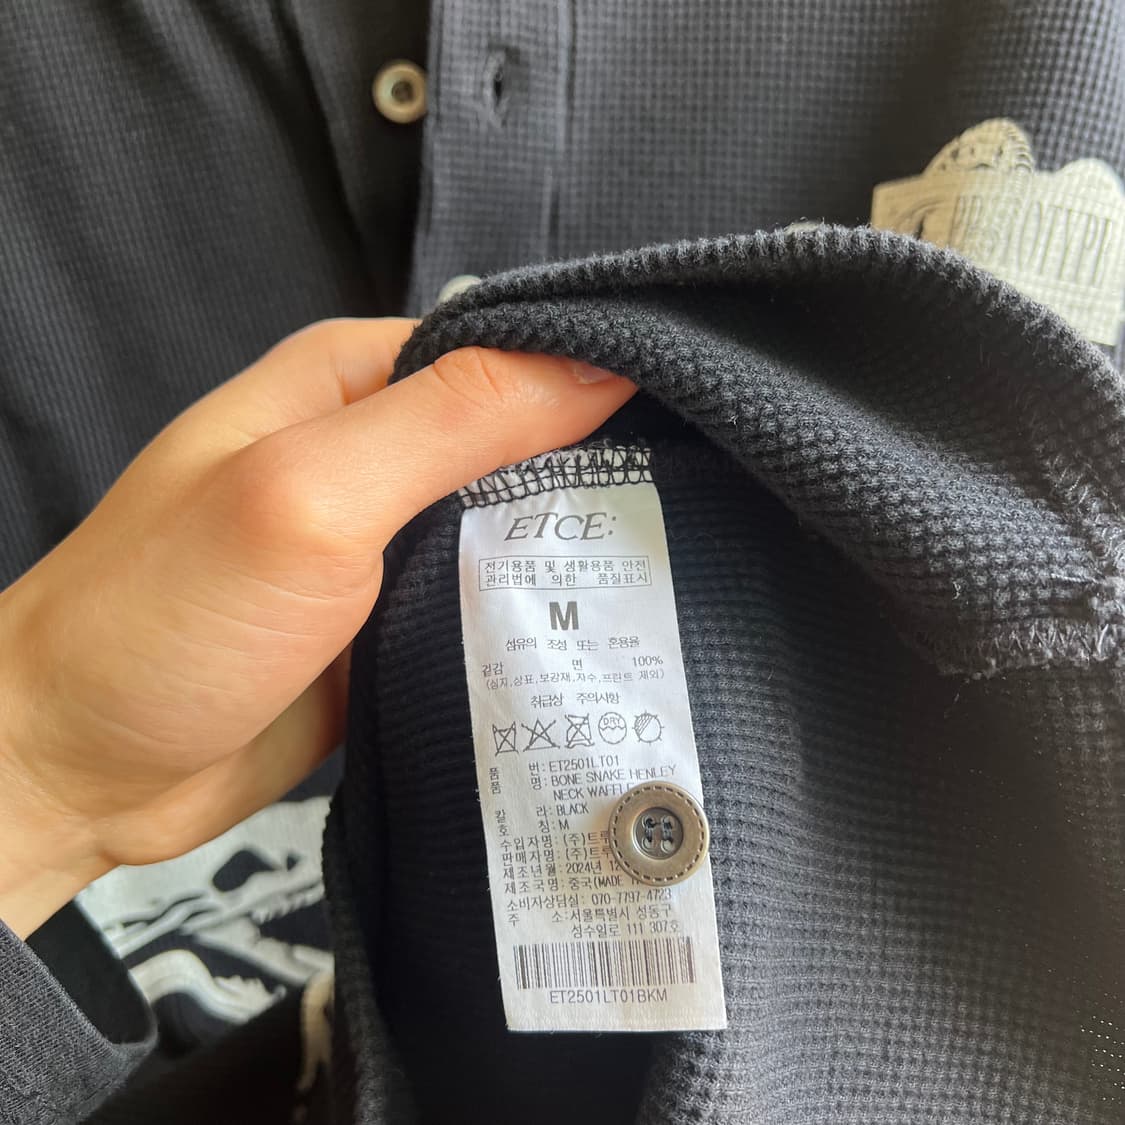 ETCE:
전기용품 및 생활용품 안전
관리법에 의한 품질표시
M
섬유의 조성 또는 혼용율
겉감 면 100%
(심지,상표,보강재,자수,프린트 제외)
취급상 주의사항
DRY
품 번: ET2501LT01
품 명: BONE SNAKE HENLEY
NECK WAFFLE
칼 라: BLACK
호 칭: M
수입자명: (주)트루
판매자명: (주)트루
제조년월: 2024년 12
제조국명: 중국(MADE
소비자상담실: 070-7797-4723
주 소:서울특별시 성동구
성수일로 111 307호
ET2501LT01BKM